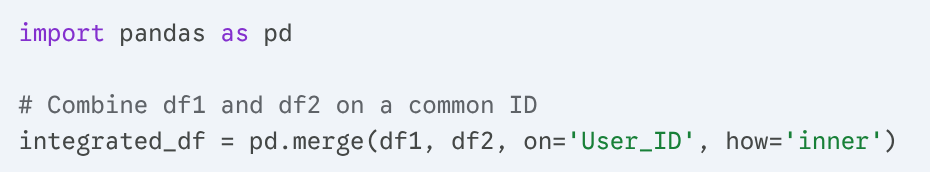 import pandas as pd
# Combine df1 and df2 on a common ID
integrated_df = pd.merge(df1, df2, on='User_ID', how='inner')